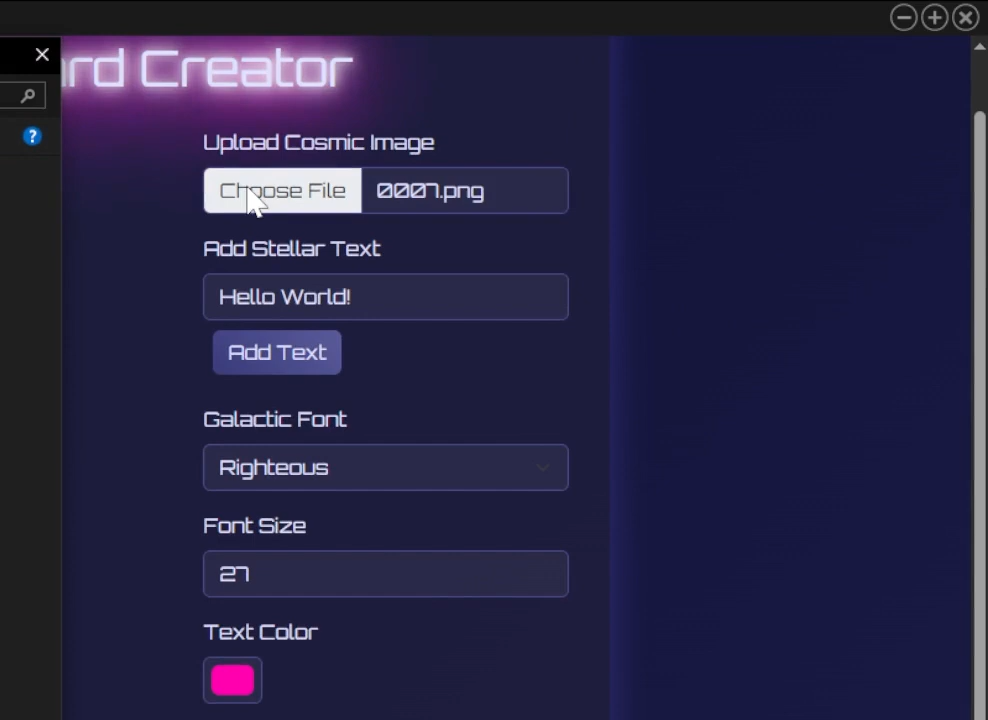 ard Creator
Upload Cosmic Image
Choose File 0007.png
Add Stellar Text
Hello World!
Add Text
Galactic Font
Righteous
Font Size
27
Text Color